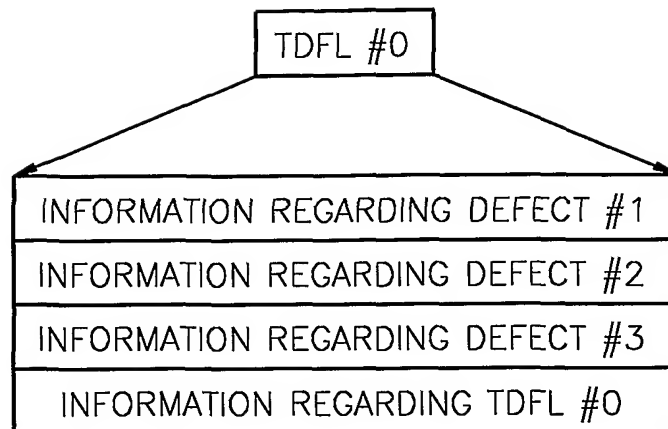 TDFL #0
INFORMATION REGARDING DEFECT #1
INFORMATION REGARDING DEFECT #2
INFORMATION REGARDING DEFECT #3
INFORMATION REGARDING TDFL #0